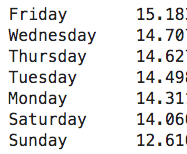 Friday 15.18
Wednesday 14.70
Thursday 14.62
Tuesday 14.49
Monday 14.31
Saturday 14.06
Sunday 12.61